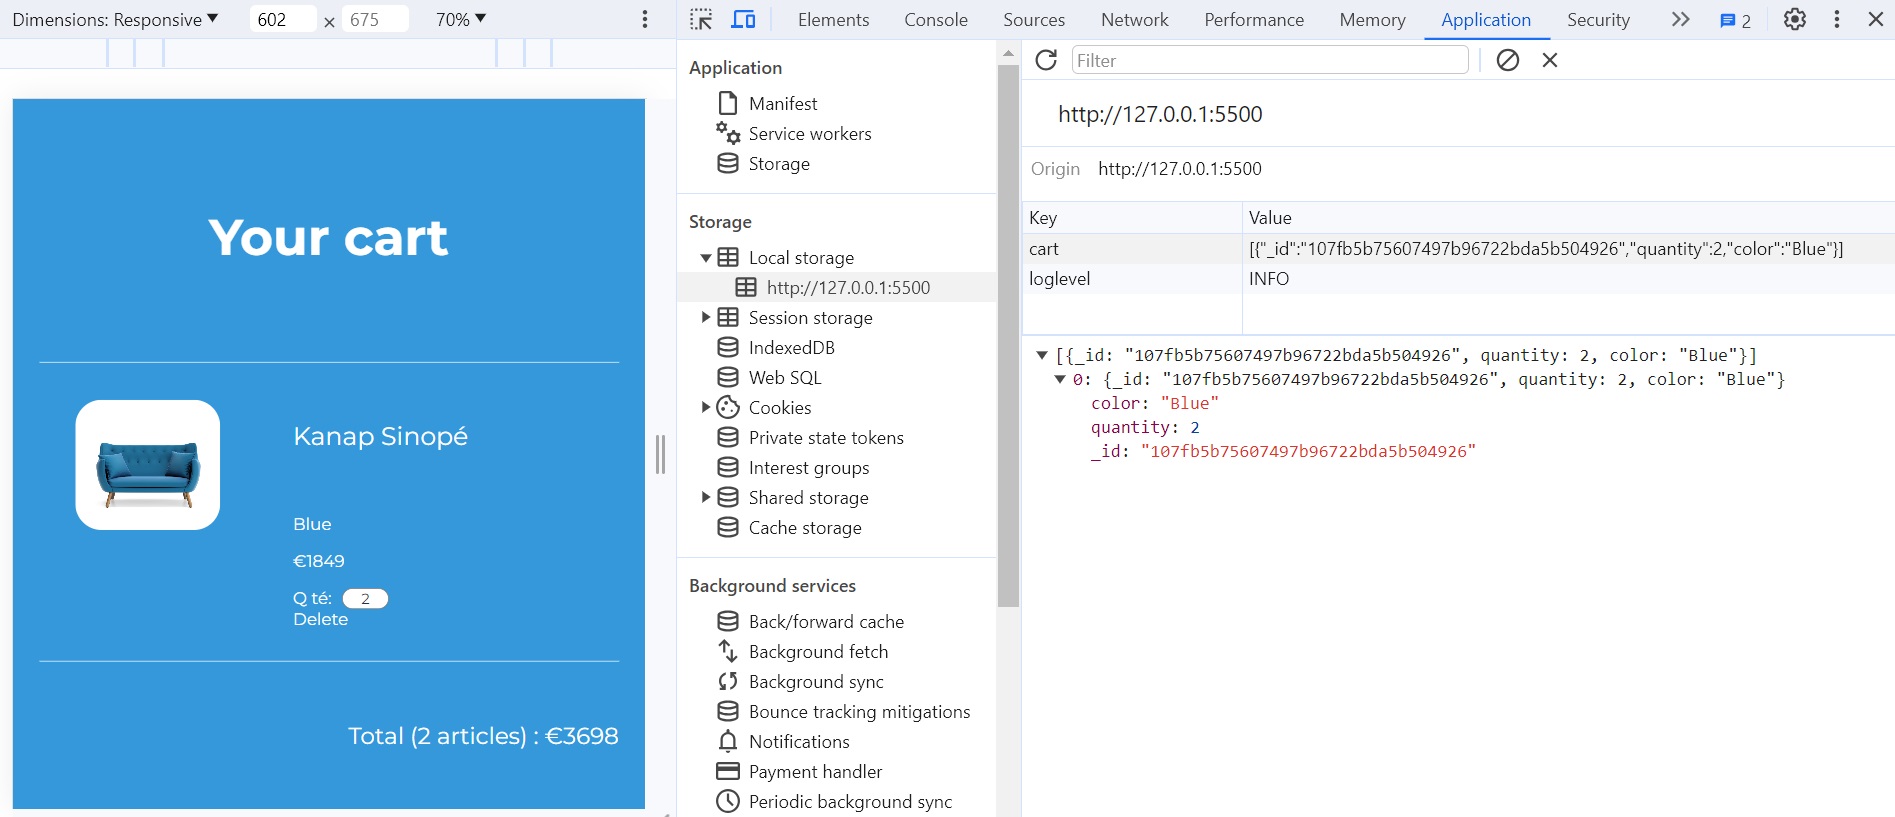 Dimensions: Responsive 602 × 675 70%
Your cart
Kanap Sinopé
Blue
€1849
Q té: 2
Delete
Total (2 articles) : €3698
Elements Console Sources Network Performance Memory Application Security 2
Application
Manifest
Service workers
Storage
Storage
Local storage
http://127.0.0.1:5500
Session storage
IndexedDB
Web SQL
Cookies
Private state tokens
Interest groups
Shared storage
Cache storage
Background services
Back/forward cache
Background fetch
Background sync
Bounce tracking mitigations
Notifications
Payment handler
Periodic background sync
Filter
http://127.0.0.1:5500
Origin http://127.0.0.1:5500
Key Value
cart [{"_id":"107fb5b75607497b96722bda5b504926","quantity":2,"color":"Blue"}]
loglevel INFO
[{_id: "107fb5b75607497b96722bda5b504926", quantity: 2, color: "Blue"}]
0: {_id: "107fb5b75607497b96722bda5b504926", quantity: 2, color: "Blue"}
color: "Blue"
quantity: 2
_id: "107fb5b75607497b96722bda5b504926"